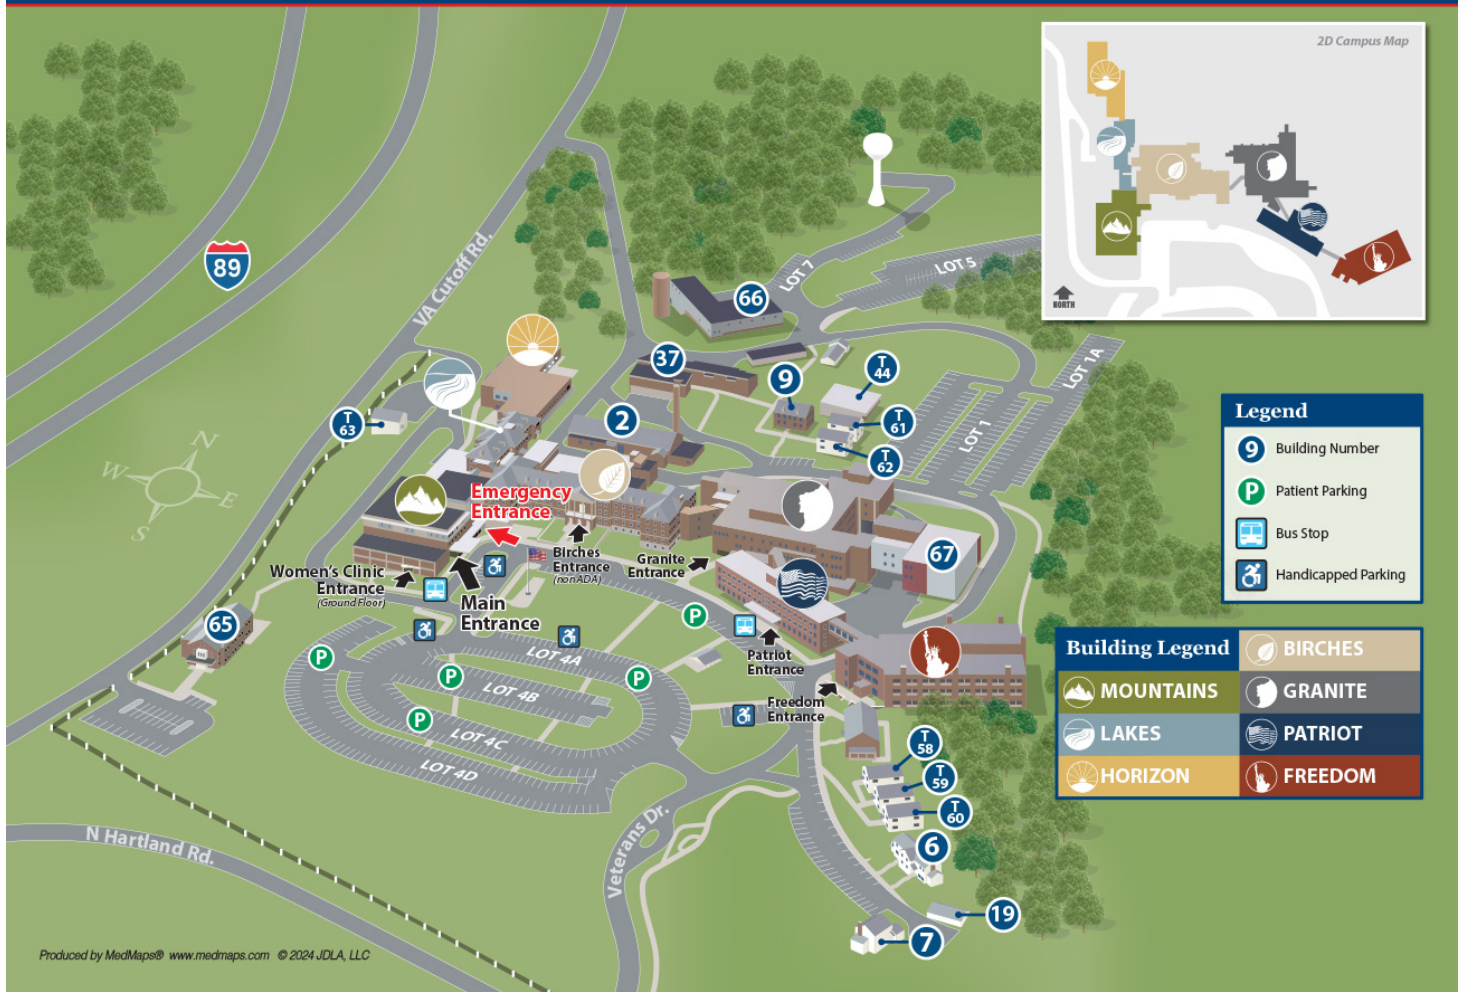 2D Campus Map
NORTH
89
VA Cutoff Rd.
LOT 7
LOT 5
66
37
9
T
44
T
61
T
62
2
LOT 1A
LOT 1
T
63
N
W
E
S
Emergency
Entrance
Birches
Entrance
(non ADA)
Granite
Entrance
67
Women's Clinic
Entrance
(Ground Floor)
Main
Entrance
65
P
P
P
P
P
LOT 4A
LOT 4B
LOT 4C
LOT 4D
Patriot
Entrance
Freedom
Entrance
T
58
T
59
T
60
6
19
7
Veterans Dr.
N Hartland Rd.
Legend
9 Building Number
P Patient Parking
Bus Stop
Handicapped Parking
Building Legend
BIRCHES
MOUNTAINS
GRANITE
LAKES
PATRIOT
HORIZON
FREEDOM
Produced by MedMaps® www.medmaps.com © 2024 JDLA, LLC